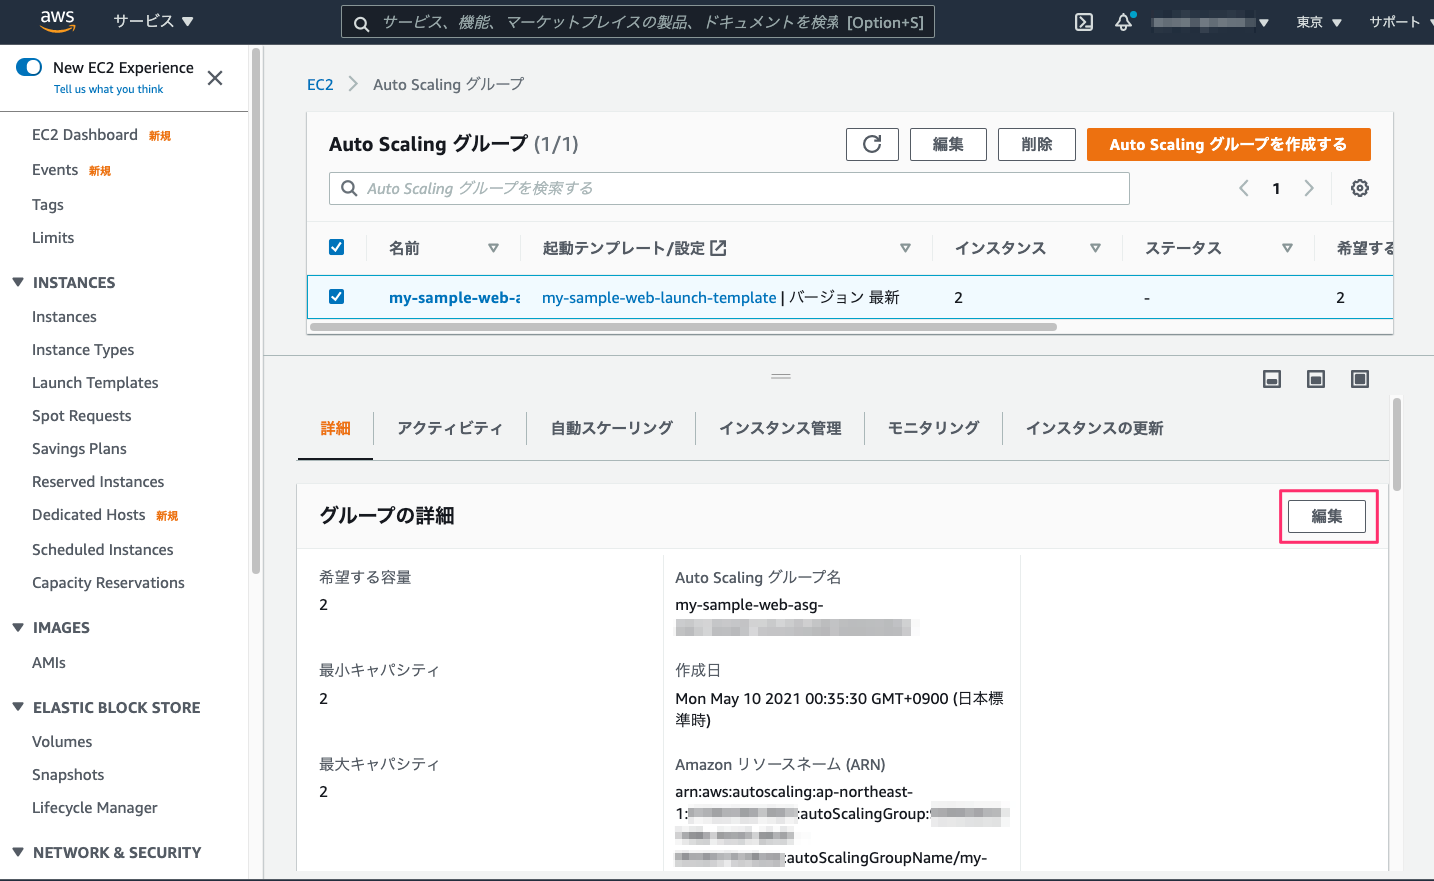 aws
サービス
サービス、機能、マーケットプレイスの製品、ドキュメントを検索 [Option+S]
東京
サポート
New EC2 Experience
Tell us what you think
EC2 Dashboard 新規
Events 新規
Tags
Limits
INSTANCES
Instances
Instance Types
Launch Templates
Spot Requests
Savings Plans
Reserved Instances
Dedicated Hosts 新規
Scheduled Instances
Capacity Reservations
IMAGES
AMIs
ELASTIC BLOCK STORE
Volumes
Snapshots
Lifecycle Manager
NETWORK & SECURITY
EC2 Auto Scaling グループ
Auto Scaling グループ (1/1)
編集
削除
Auto Scaling グループを作成する
Auto Scaling グループを検索する
1
名前 起動テンプレート/設定 インスタンス ステータス 希望する
my-sample-web- my-sample-web-launch-template | バージョン 最新 2 - 2
詳細 アクティビティ 自動スケーリング インスタンス管理 モニタリング インスタンスの更新
グループの詳細
編集
希望する容量
2
最小キャパシティ
2
最大キャパシティ
2
Auto Scaling グループ名
my-sample-web-asg-
作成日
Mon May 10 2021 00:35:30 GMT+0900 (日本標
準時)
Amazon リソースネーム (ARN)
arn:aws:autoscaling:ap-northeast-
1: :autoScalingGroup:
:autoScalingGroupName/my-